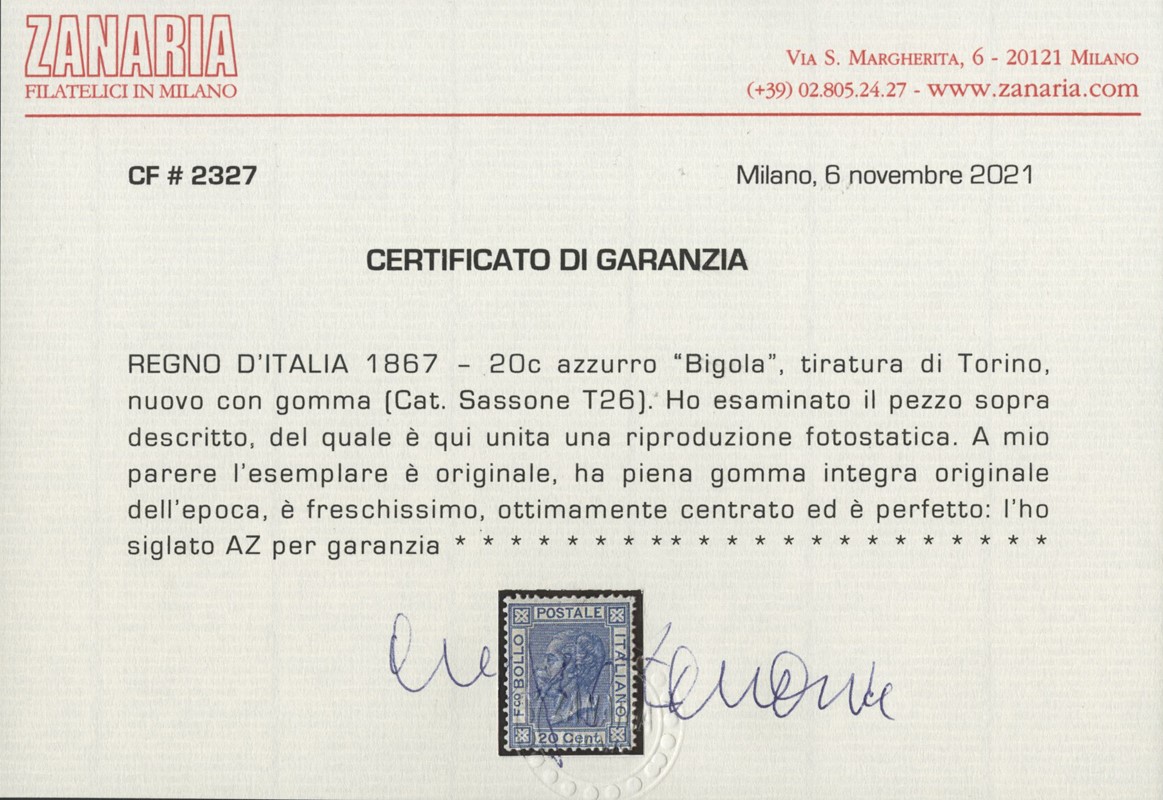 ZANARIA
FILATELICI IN MILANO
VIA S. MARGHERITA, 6 - 20121 MILANO
(+39) 02.805.24.27 - www.zanaria.com
CF # 2327
Milano, 6 novembre 2021
CERTIFICATO DI GARANZIA
REGNO D'ITALIA 1867 – 20c azzurro “Bigola”, tiratura di Torino,
nuovo con gomma (Cat. Sassone T26). Ho esaminato il pezzo sopra
descritto, del quale è qui unita una riproduzione fotostatica. A mio
parere l'esemplare è originale, ha piena gomma integra originale
dell'epoca, è freschissimo, ottimamente centrato ed è perfetto: l'ho
siglato AZ per garanzia * * * * * * * * * * * * * * * * * * * * * *
POSTALE
Fco BOLLO
ITALIANO
20 Cent.